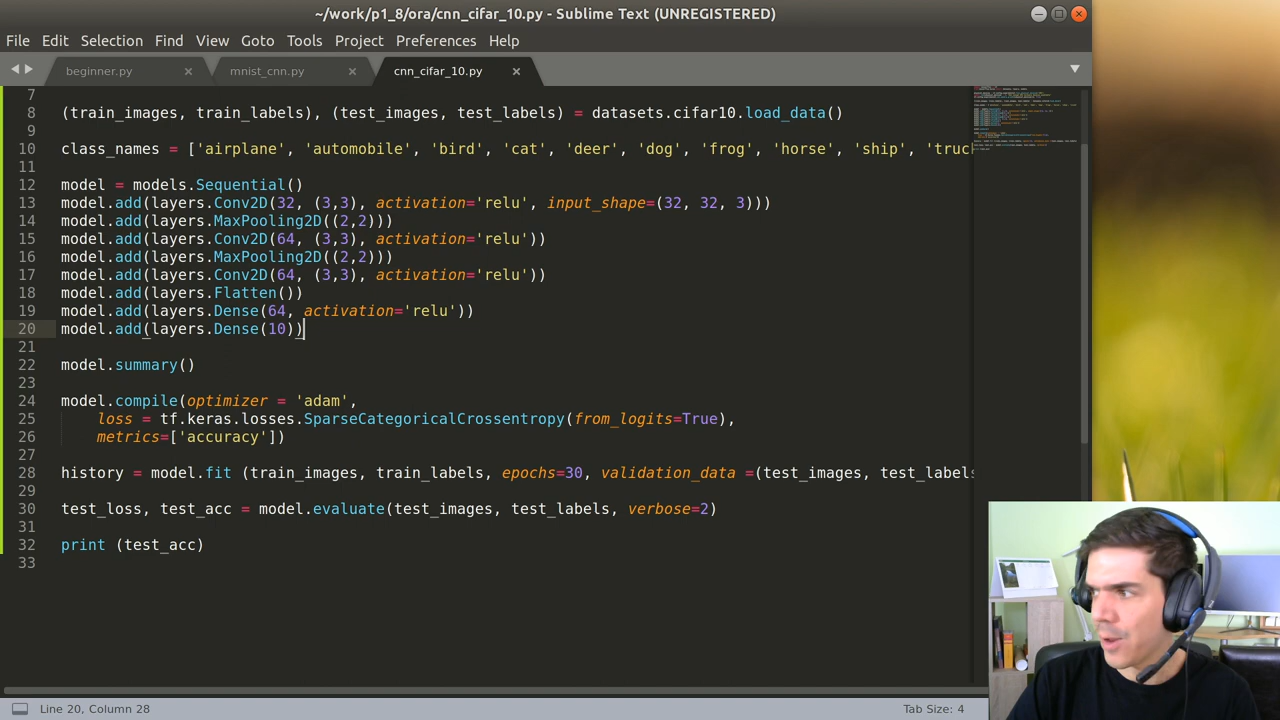 ~/work/p1_8/ora/cnn_cifar_10.py - Sublime Text (UNREGISTERED)
File Edit Selection Find View Goto Tools Project Preferences Help
beginner.py mnist_cnn.py cnn_cifar_10.py
7
8 (train_images, train_labels), (test_images, test_labels) = datasets.cifar10.load_data()
9
10 class_names = ['airplane', 'automobile', 'bird', 'cat', 'deer', 'dog', 'frog', 'horse', 'ship', 'truc
11
12 model = models.Sequential()
13 model.add(layers.Conv2D(32, (3,3), activation='relu', input_shape=(32, 32, 3)))
14 model.add(layers.MaxPooling2D((2,2)))
15 model.add(layers.Conv2D(64, (3,3), activation='relu'))
16 model.add(layers.MaxPooling2D((2,2)))
17 model.add(layers.Conv2D(64, (3,3), activation='relu'))
18 model.add(layers.Flatten())
19 model.add(layers.Dense(64, activation='relu'))
20 model.add(layers.Dense(10))
21
22 model.summary()
23
24 model.compile(optimizer = 'adam',
25 loss = tf.keras.losses.SparseCategoricalCrossentropy(from_logits=True),
26 metrics=['accuracy'])
27
28 history = model.fit (train_images, train_labels, epochs=30, validation_data =(test_images, test_labels
29
30 test_loss, test_acc = model.evaluate(test_images, test_labels, verbose=2)
31
32 print (test_acc)
33
Line 20, Column 28 Tab Size: 4